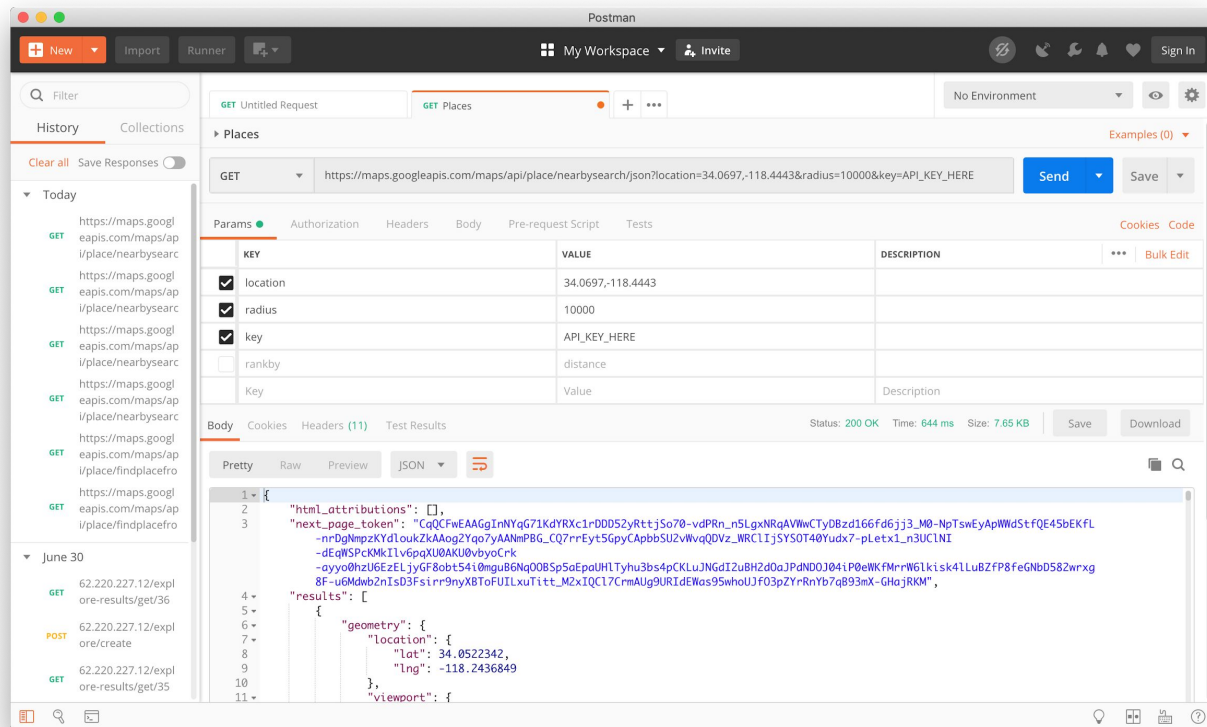 Postman
New
Import
Runner
My Workspace
Invite
Sign In
Filter
History
Collections
Clear all
Save Responses
Today
GET
https://maps.googl
eapis.com/maps/ap
i/place/nearbysearc
GET
https://maps.googl
eapis.com/maps/ap
i/place/nearbysearc
GET
https://maps.googl
eapis.com/maps/ap
i/place/nearbysearc
GET
https://maps.googl
eapis.com/maps/ap
i/place/nearbysearc
GET
https://maps.googl
eapis.com/maps/ap
i/place/findplacefro
GET
https://maps.googl
eapis.com/maps/ap
i/place/findplacefro
June 30
GET
62.220.227.12/expl
ore-results/get/36
POST
62.220.227.12/expl
ore/create
GET
62.220.227.12/expl
ore-results/get/35
GET Untitled Request
GET Places
No Environment
Places
Examples (0)
GET
https://maps.googleapis.com/maps/api/place/nearbysearch/json?location=34.0697,-118.4443&radius=10000&key=API_KEY_HERE
Send
Save
Params
Authorization
Headers
Body
Pre-request Script
Tests
Cookies
Code
KEY VALUE DESCRIPTION
Bulk Edit
location 34.0697,-118.4443
radius 10000
key API_KEY_HERE
rankby distance
Key Value Description
Body
Cookies
Headers (11)
Test Results
Status: 200 OK Time: 644 ms Size: 7.65 KB
Save
Download
Pretty
Raw
Preview
JSON
1 {
2 "html_attributions": [],
3 "next_page_token": "CqQCFwEAAGgInNYqG71KdYRXc1rDDD52yRttjSo70-vdPRn_n5LgxNRqAVWwCTyDBzd166fd6jj3_M0-NpTswEyApWWdStfQE45bEKfL
-nrDgNmpzKYdloukZkAAog2Yqo7yAANmPBG_CQ7rrEyt5GpyCApbbSU2vWvqQDVz_WRClIjSYSOT40Yudx7-pLetx1_n3UClNI
-dEqWSPcKMkIlv6pqXU0AKU0vbyoCrk
-ayyo0hzUG6EzELjyGF8obt54i0mguB6NqOOBSp5aEpaUHlTyhu3bs4pCKLuJNGdI2uBH2dOaJPdNDOJ04iP0eWKfMrrW6lkisk4lLuBZfP8feGNbD582wrxg
8F-u6Mdwb2nIsD3Fsirr9nyXBToFUILxuTitt_M2xIQCl7CrmAUg9URIdEWas95whoUJfO3pZYrRnYb7qB93mX-GHajRKM",
4 "results": [
5 {
6 "geometry": {
7 "location": {
8 "lat": 34.0522342,
9 "lng": -118.2436849
10 },
11 "viewport": {